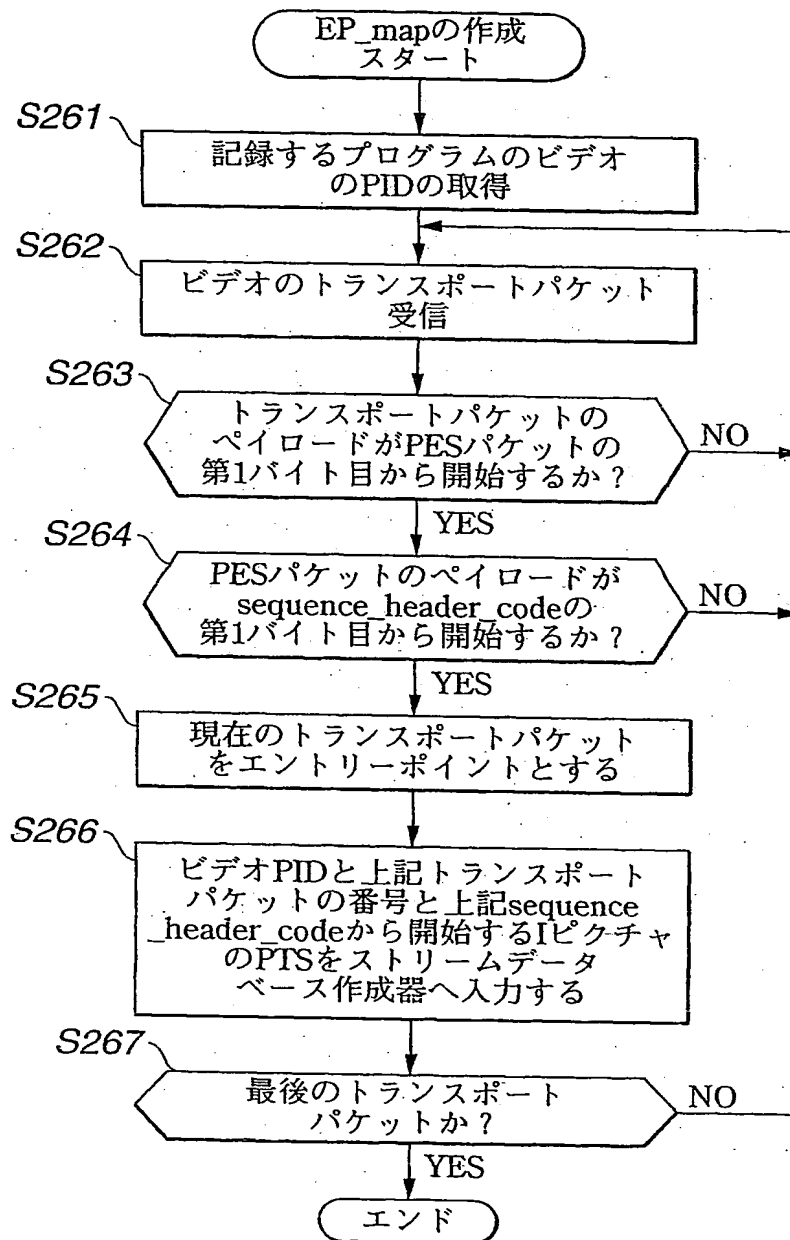 EP_mapの作成
スタート
S261
記録するプログラムのビデオ
のPIDの取得
S262
ビデオのトランスポートパケット
受信
S263
トランスポートパケットの
ペイロードがPESパケットの
第1バイト目から開始するか?
NO
YES
S264
PESパケットのペイロードが
sequence_header_codeの
第1バイト目から開始するか?
NO
YES
S265
現在のトランスポートパケット
をエントリーポイントとする
S266
ビデオPIDと上記トランスポート
パケットの番号と上記sequence
_header_codeから開始するIピクチャ
のPTSをストリームデータ
ベース作成器へ入力する
S267
最後のトランスポート
パケットか?
NO
YES
エンド